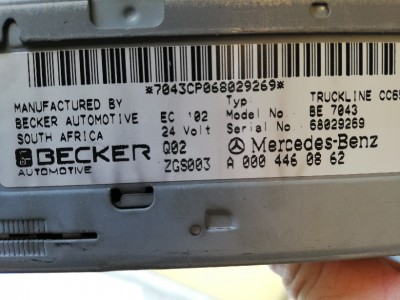 *7043CP068029269*
MANUFACTURED BY
BECKER AUTOMOTIVE
SOUTH AFRICA
BECKER
AUTOMOTIVE
EC '02
24 Volt
Q02
ZGS003
Typ TRUCKLINE CC65
Model No BE 7043
Serial No 68029269
Mercedes-Benz
A 000 446 08 62